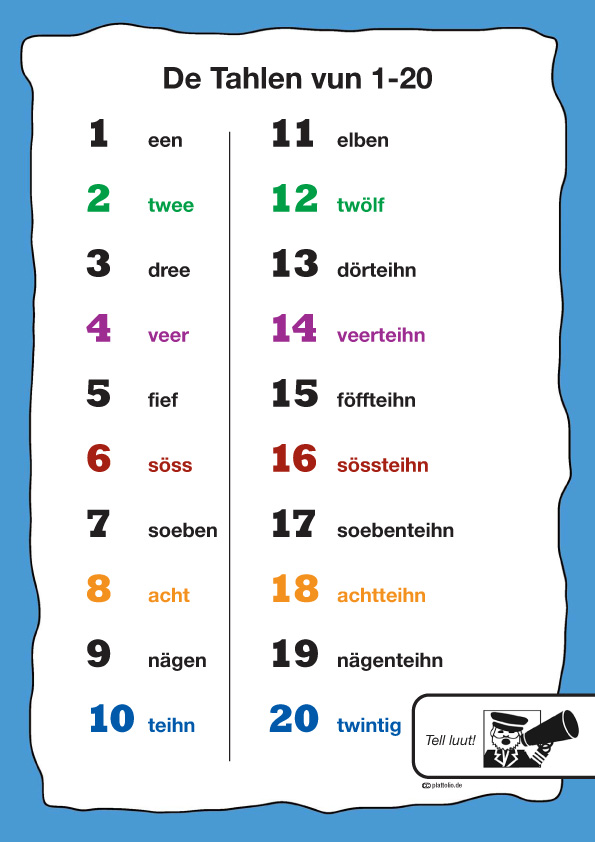 De Tahlen vun 1-20
1 een
2 twee
3 dree
4 veer
5 fief
6 söss
7 soeben
8 acht
9 nägen
10 teihn
11 elben
12 twölf
13 dörteihn
14 veerteihn
15 föffteihn
16 sössteihn
17 soebenteihn
18 achtteihn
19 nägenteihn
20 twintig
Tell luut!
plattolio.de